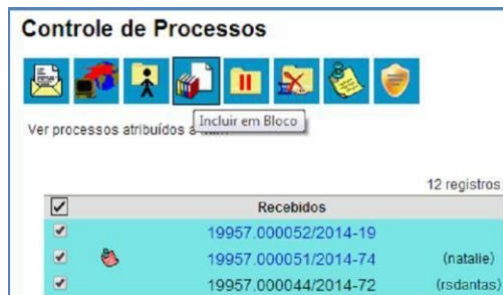 Controle de Processos
Incluir em Bloco
Ver processos atribuídos a
12 registros
Recebidos
19957.000052/2014-19
19957.000051/2014-74 (natalie)
19957.000044/2014-72 (rsdantas)